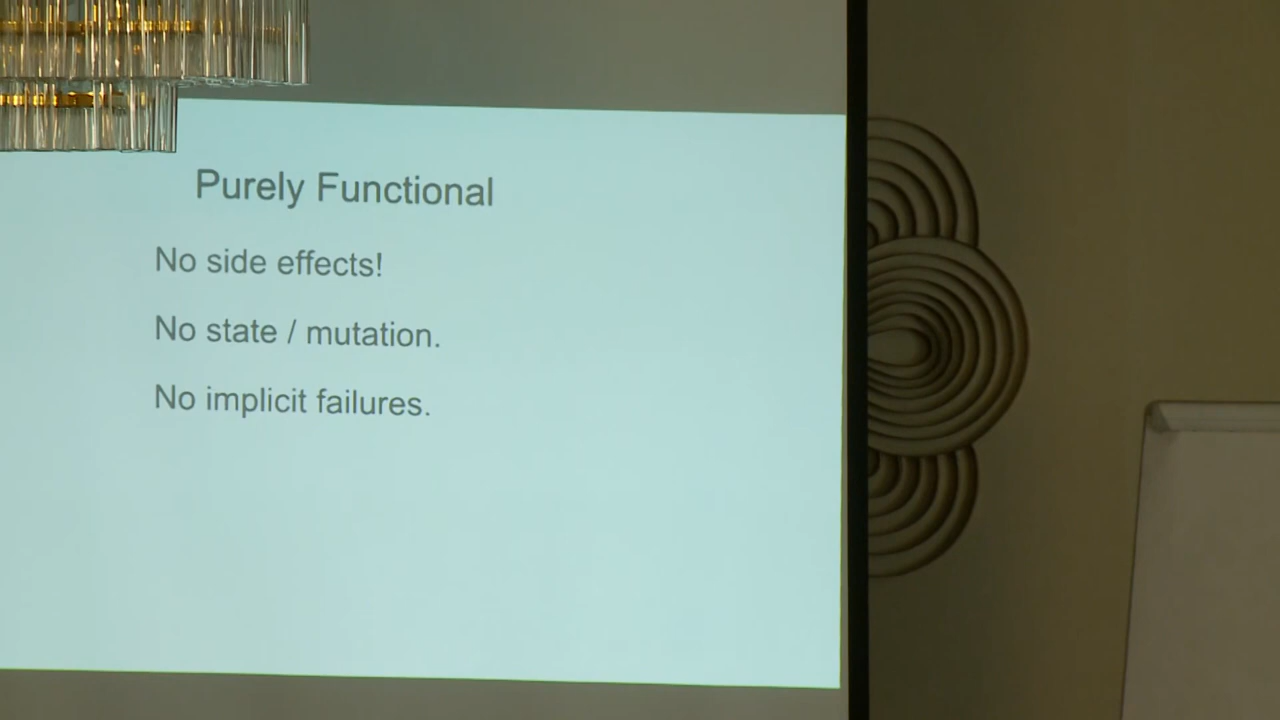 Purely Functional
No side effects!
No state / mutation.
No implicit failures.